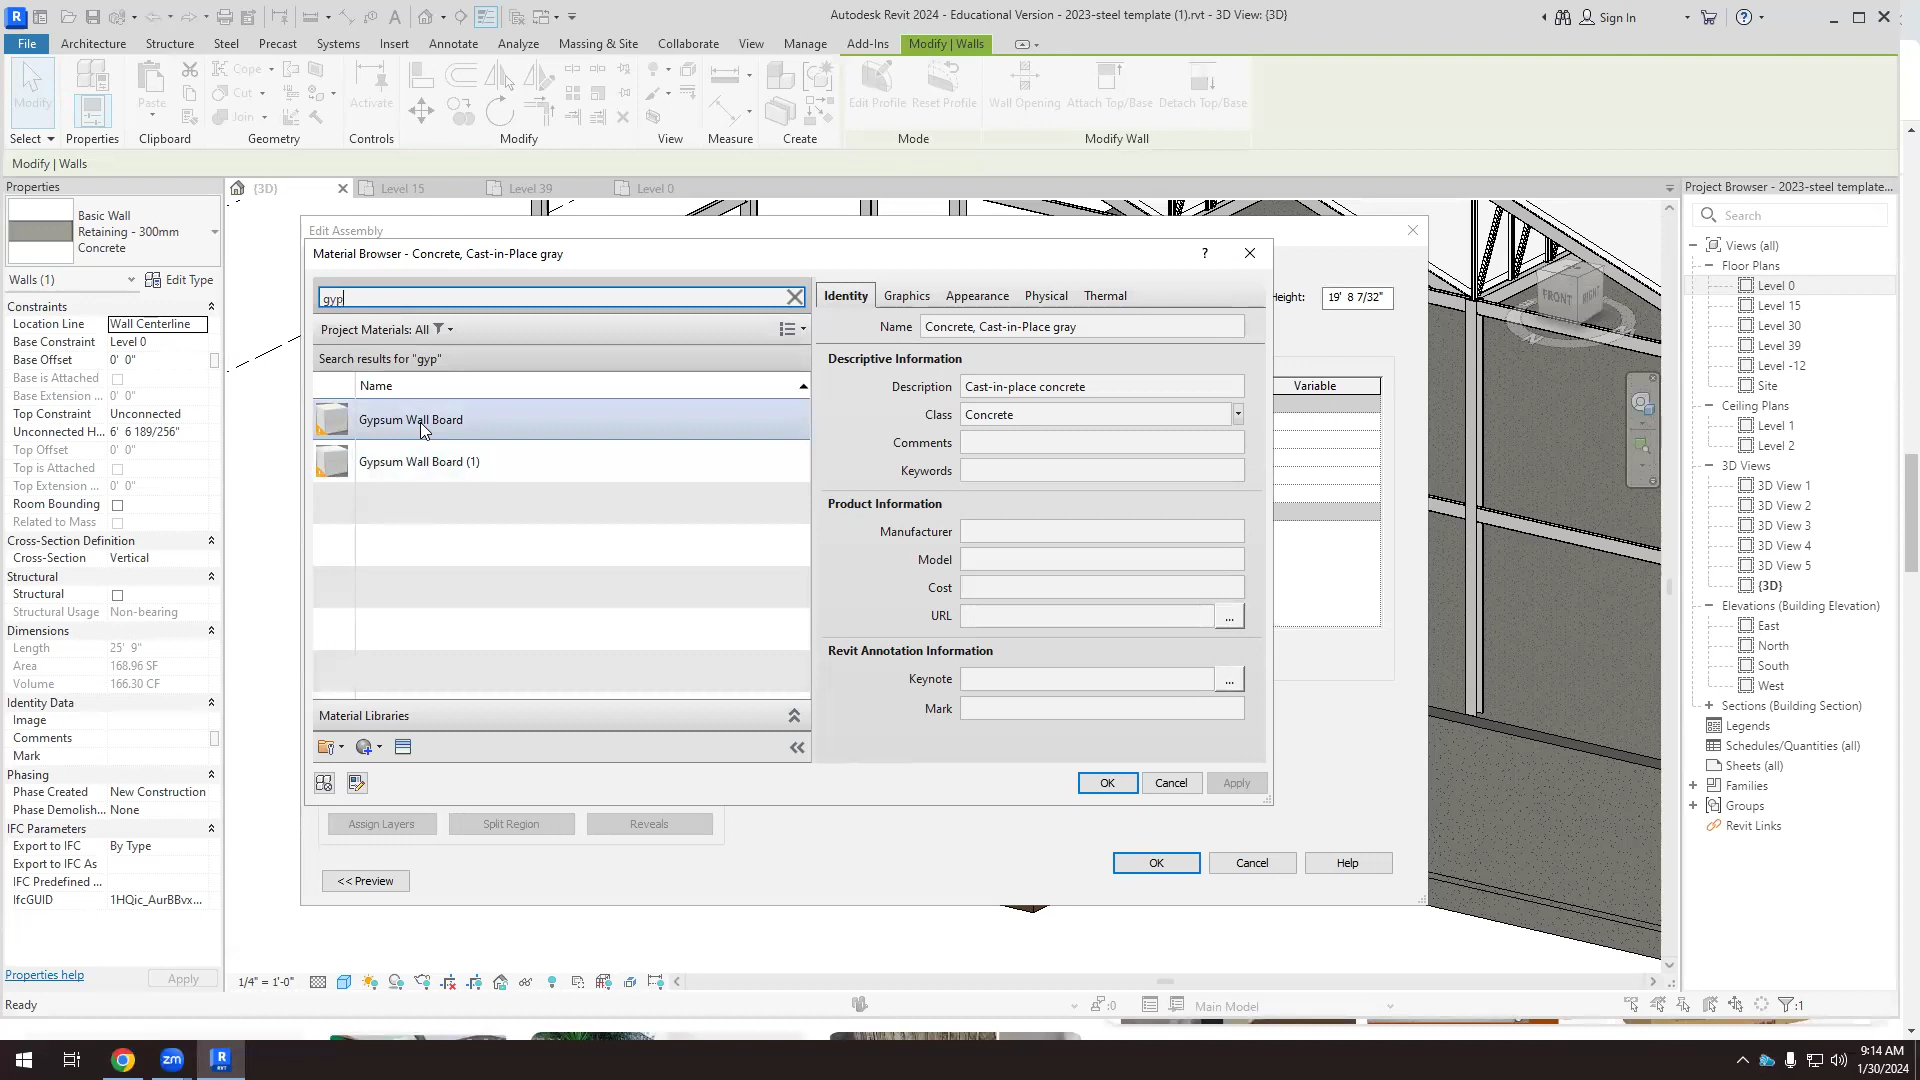 Autodesk Revit 2024 - Educational Version - 2023-steel template (1).rvt - 3D View: {3D}
Sign In
File
Architecture
Structure
Steel
Precast
Systems
Insert
Annotate
Analyze
Massing & Site
Collaborate
View
Manage
Add-Ins
Modify | Walls
Modify
Paste
Cope
Cut
Join
Activate
Edit Profile
Reset Profile
Wall Opening
Attach Top/Base
Detach Top/Base
Select
Properties
Clipboard
Geometry
Controls
Modify
View
Measure
Create
Mode
Modify Wall
Modify | Walls
Properties
{3D}
Level 15
Level 39
Level 0
Project Browser - 2023-steel template...
Basic Wall
Retaining - 300mm
Concrete
Walls (1)
Edit Type
Constraints
Location Line Wall Centerline
Base Constraint Level 0
Base Offset 0' 0"
Base is Attached
Base Extension ... 0' 0"
Top Constraint Unconnected
Unconnected H... 6' 6 189/256"
Top Offset 0' 0"
Top is Attached
Top Extension ... 0' 0"
Room Bounding
Related to Mass
Cross-Section Definition
Cross-Section Vertical
Structural
Structural
Structural Usage Non-bearing
Dimensions
Length 25' 9"
Area 168.96 SF
Volume 166.30 CF
Identity Data
Image
Comments
Mark
Phasing
Phase Created New Construction
Phase Demolish... None
IFC Parameters
Export to IFC By Type
Export to IFC As
IFC Predefined ...
IfcGUID 1HQic_AurBBvx...
Properties help
Apply
Edit Assembly
Material Browser - Concrete, Cast-in-Place gray
?
gyp
Project Materials: All
Search results for "gyp"
Name
Gypsum Wall Board
Gypsum Wall Board (1)
Material Libraries
Identity
Graphics
Appearance
Physical
Thermal
Name Concrete, Cast-in-Place gray
Descriptive Information
Description Cast-in-place concrete
Class Concrete
Comments
Keywords
Product Information
Manufacturer
Model
Cost
URL ...
Revit Annotation Information
Keynote ...
Mark
OK
Cancel
Apply
Height: 19' 8 7/32"
Variable
Assign Layers
Split Region
Reveals
<< Preview
OK
Cancel
Help
FRONT
RIGHT
Search
Views (all)
Floor Plans
Level 0
Level 15
Level 30
Level 39
Level -12
Site
Ceiling Plans
Level 1
Level 2
3D Views
3D View 1
3D View 2
3D View 3
3D View 4
3D View 5
{3D}
Elevations (Building Elevation)
East
North
South
West
Sections (Building Section)
Legends
Schedules/Quantities (all)
Sheets (all)
Families
Groups
Revit Links
1/4" = 1'-0"
Ready
:0
Main Model
:1
zm
R
RVT
9:14 AM
1/30/2024